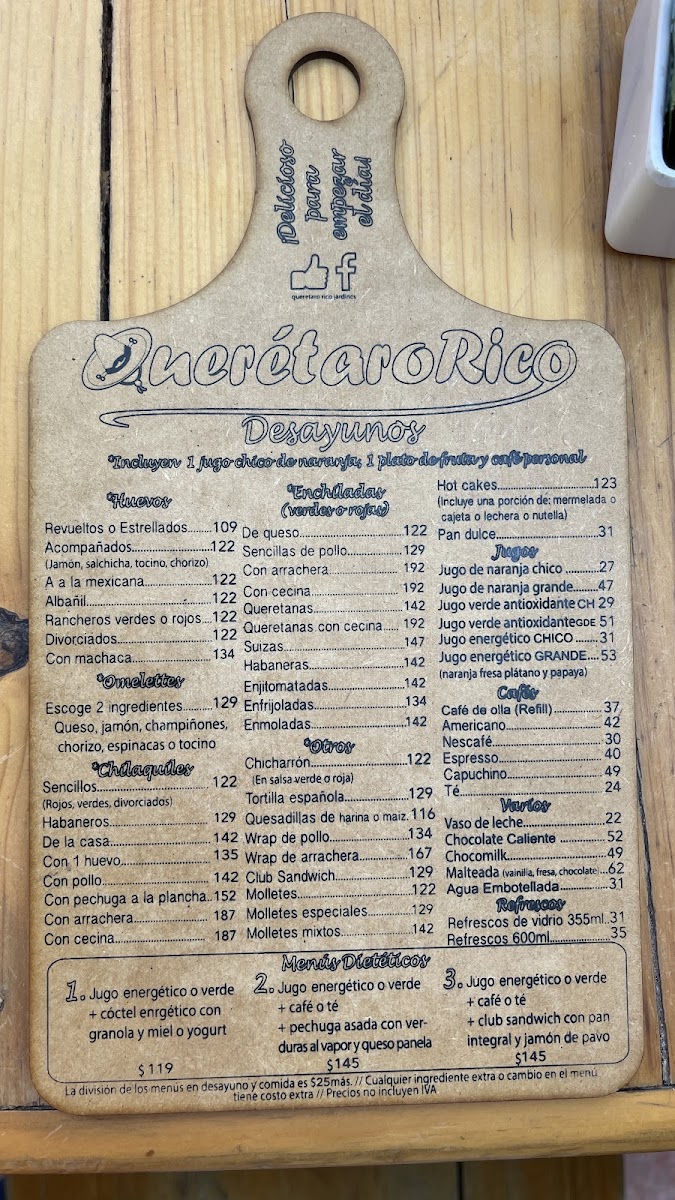 ¡Delicioso
para
empezar
el día!
queretaro rico jardines
Querétaro Rico
Desayunos
*Incluyen 1 jugo chico de naranja, 1 plato de fruta y café personal
*Huevos
Revueltos o Estrellados........109
Acompañados........122
(Jamón, salchicha, tocino, chorizo)
A a la mexicana........122
Albañil........122
Rancheros verdes o rojos...122
Divorciados........122
Con machaca........134
*Omelettes
Escoge 2 ingredientes........129
Queso, jamón, champiñones,
chorizo, espinacas o tocino
*Chilaquiles
Sencillos........122
(Rojos, verdes, divorciados)
Habaneros........129
De la casa........142
Con 1 huevo........135
Con pollo........142
Con pechuga a la plancha..152
Con arrachera........187
Con cecina........187
*Enchiladas
(verdes o rojas)
De queso........122
Sencillas de pollo........129
Con arrachera........192
Con cecina........192
Queretanas........142
Queretanas con cecina.....192
Suizas........147
Habaneras........142
Enjitomatadas........142
Enfrijoladas........134
Enmoladas........142
*Otros
Chicharrón........122
(En salsa verde o roja)
Tortilla española........129
Quesadillas de harina o maiz.116
Wrap de pollo........134
Wrap de arrachera........167
Club Sandwich........129
Molletes........122
Molletes especiales........129
Molletes mixtos........142
Hot cakes........123
(Incluye una porción de: mermelada o
cajeta o lechera o nutella)
Pan dulce........31
Jugos
Jugo de naranja chico ........27
Jugo de naranja grande........47
Jugo verde antioxidante CH 29
Jugo verde antioxidante GDE 51
Jugo energético CHICO ......31
Jugo energético GRANDE....53
(naranja fresa plátano y papaya)
Cafés
Café de olla (Refill)........37
Americano........42
Nescafé........30
Espresso........40
Capuchino........49
Té........24
Varios
Vaso de leche........22
Chocolate Caliente ........52
Chocomilk........49
Malteada (vainilla, fresa, chocolate)...62
Agua Embotellada........31
Refrescos
Refrescos de vidrio 355ml..31
Refrescos 600ml........35
Menús Dietéticos
1. Jugo energético o verde
+ cóctel enrgético con
granola y miel o yogurt
$119
2. Jugo energético o verde
+ café o té
+ pechuga asada con ver-
duras al vapor y queso panela
$145
3. Jugo energético o verde
+ café o té
+ club sandwich con pan
integral y jamón de pavo
$145
La división de los menús en desayuno y comida es $25más. // Cualquier ingrediente extra o cambio en el menú
tiene costo extra // Precios no incluyen IVA